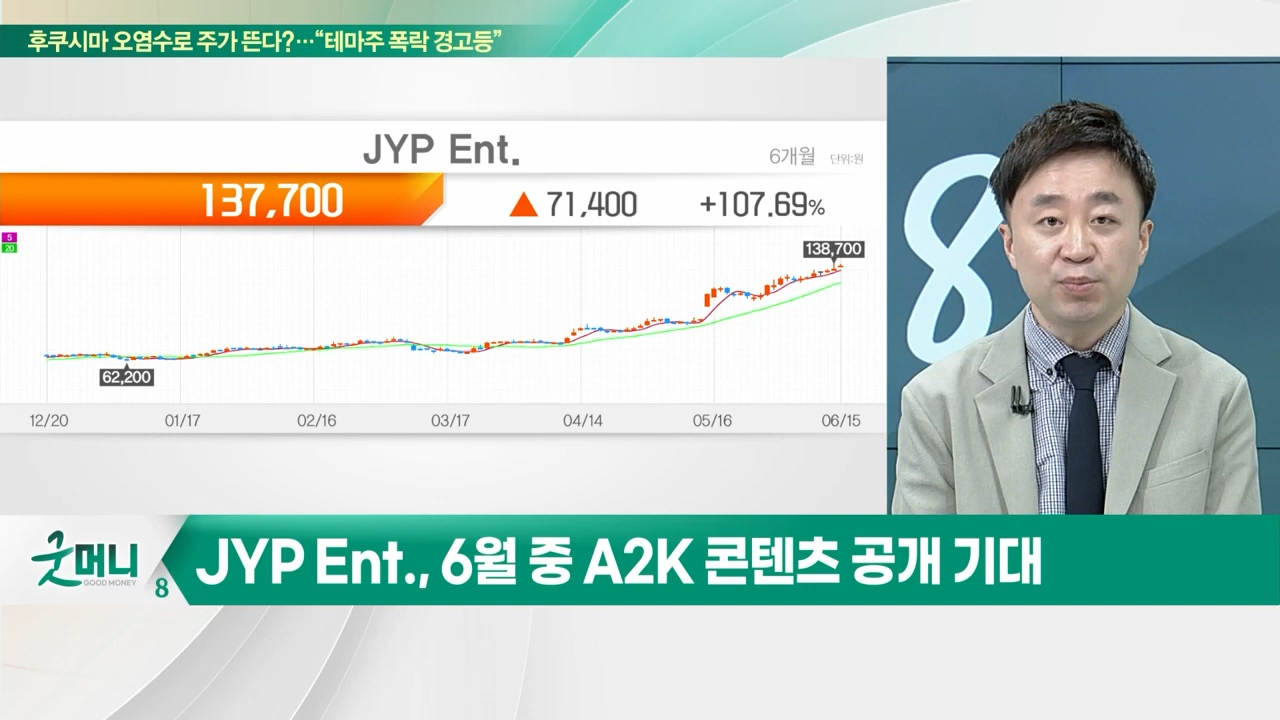 후쿠시마 오염수로 주가 뜬다?…“테마주 폭락 경고등”
JYP Ent.
6개월 단위:원
137,700 ▲ 71,400 +107.69%
5
20
138,700
62,200
12/20 01/17 02/16 03/17 04/14 05/16 06/15
8
굿머니
GOOD MONEY
8
JYP Ent., 6월 중 A2K 콘텐츠 공개 기대